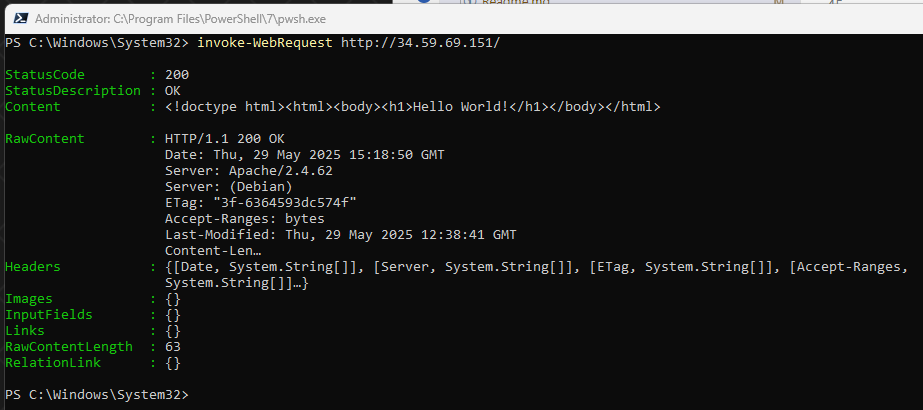 Readme.md M
Administrator: C:\Program Files\PowerShell\7\pwsh.exe
PS C:\Windows\System32> invoke-WebRequest http://34.59.69.151/
StatusCode : 200
StatusDescription : OK
Content : <!doctype html><html><body><h1>Hello World!</h1></body></html>
RawContent : HTTP/1.1 200 OK
Date: Thu, 29 May 2025 15:18:50 GMT
Server: Apache/2.4.62
Server: (Debian)
ETag: "3f-6364593dc574f"
Accept-Ranges: bytes
Last-Modified: Thu, 29 May 2025 12:38:41 GMT
Content-Len…
Headers : {[Date, System.String[]], [Server, System.String[]], [ETag, System.String[]], [Accept-Ranges,
System.String[]]…}
Images : {}
InputFields : {}
Links : {}
RawContentLength : 63
RelationLink : {}
PS C:\Windows\System32>